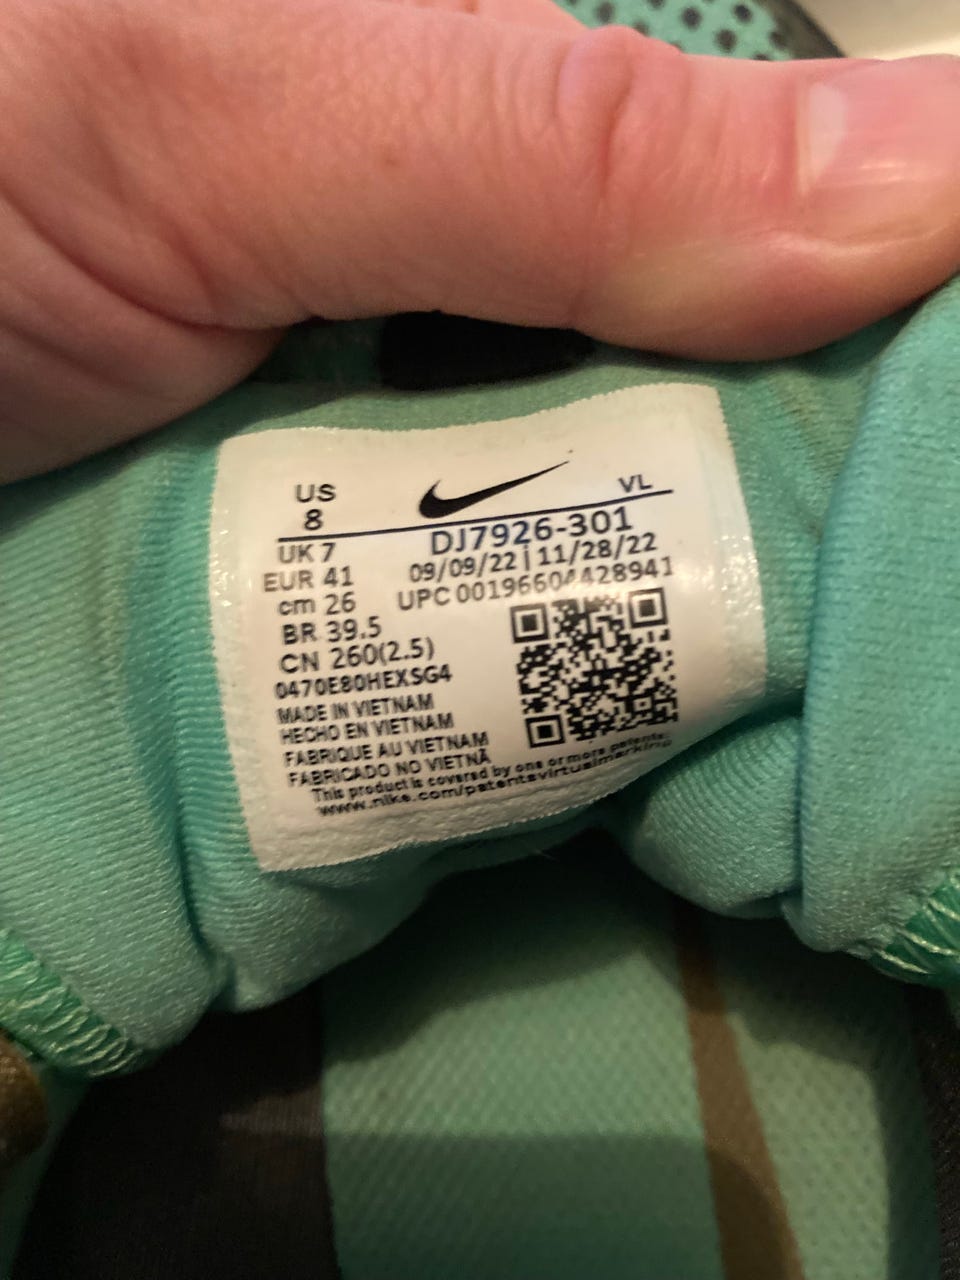 US
8
VL
UK 7
DJ7926-301
EUR 41
09/09/22 | 11/28/22
cm 26
UPC 00196604428941
BR 39.5
CN 260(2.5)
0470E80HEXSG4
MADE IN VIETNAM
HECHO EN VIETNAM
FABRIQUE AU VIETNAM
FABRICADO NO VIETNÃ
This product is covered by one or more patents:
www.nike.com/patentsvirtualmarking